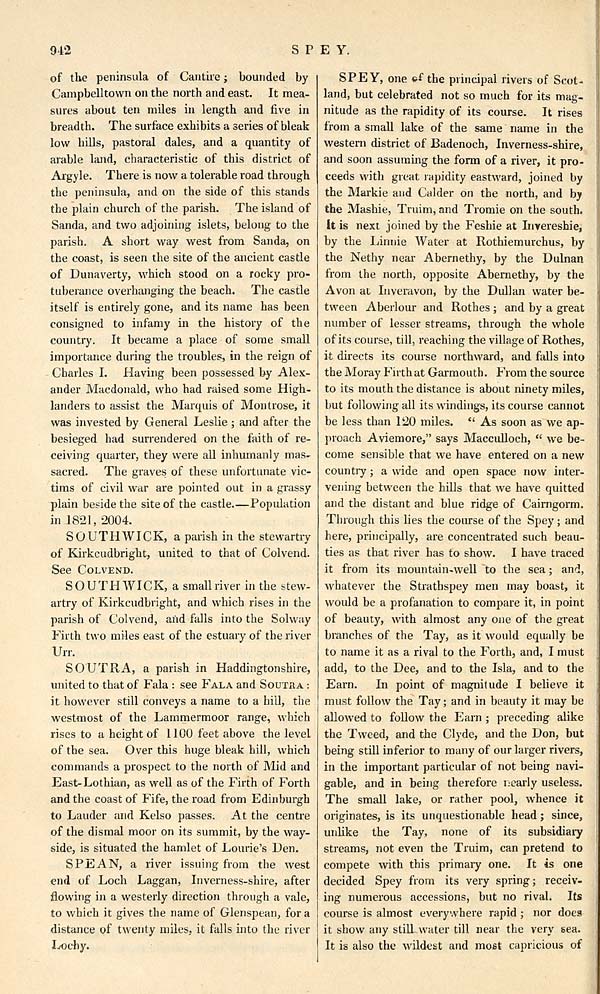 942
SPEY.
of the peninsula of Cantire; bounded by
Campbelltown on the north and east. It mea-
sures about ten miles in length and five in
breadth. The surface exhibits a series of bleak
low hills, pastoral dales, and a quantity of
arable land, characteristic of this district of
Argyle. There is now a tolerable road through
the peninsula, and on the side of this stands
the plain church of the parish. The island of
Sanda, and two adjoining islets, belong to the
parish. A short way west from Sanda, on
the coast, is seen the site of the ancient castle
of Dunaverty, which stood on a rocky pro-
tuberance overhanging the beach. The castle
itself is entirely gone, and its name has been
consigned to infamy in the history of the
country. It became a place of some small
importance during the troubles, in the reign of
Charles I. Having been possessed by Alex-
ander Macdonald, who had raised some High-
landers to assist the Marquis of Montrose, it
was invested by General Leslie; and after the
besieged had surrendered on the faith of re-
ceiving quarter, they were all inhumanly mas-
sacred. The graves of these unfortunate vic-
tims of civil war are pointed out in a grassy
plain beside the site of the castle.—Population
in 1821, 2004.
SOUTHWICK, a parish in the stewartry
of Kirkcudbright, united to that of Colvend.
See COLVEND.
SOUTHWICK, a small river in the stew-
artry of Kirkcudbright, and which rises in the
parish of Colvend, and falls into the Solway
Firth two miles east of the estuary of the river
Urr.
SOUTRA, a parish in Haddingtonshire,
united to that of Fala: see FALA and SOUTRA:
it however still conveys a name to a hill, the
westmost of the Lammermoor range, which
rises to a height of 1100 feet above the level
of the sea. Over this huge bleak hill, which
commands a prospect to the north of Mid and
East-Lothian, as well as of the Firth of Forth
and the coast of Fife, the road from Edinburgh
to Lauder and Kelso passes. At the centre
of the dismal moor on its summit, by the way-
side, is situated the hamlet of Lourie's Den.
SPEAN, a river issuing from the west
end of Loch Laggan, Inverness-shire, after
flowing in a westerly direction through a vale,
to which it gives the name of Glenspean, for a
distance of twenty miles, it falls into the river
Lochy.
SPEY, one of the principal rivers of Scot-
land, but celebrated not so much for its mag-
nitude as the rapidity of its course. It rises
from a small lake of the same name in the
western district of Badenoch, Inverness-shire,
and soon assuming the form of a river, it pro-
ceeds with great rapidity eastward, joined by
the Markie and Calder on the north, and by
the Mashie, Truim, and Tromie on the south.
It is next joined by the Feshie at Invereshie,
by the Linnie Water at Rothiemurchus, by
the Nethy near Abernethy, by the Dulnan
from the north, opposite Abernethy, by the
Avon at Inveravon, by the Dullan water be-
tween Aberlour and Rothes; and by a great
number of lesser streams, through the whole
of its course, till, reaching the village of Rothes,
it directs its course northward, and falls into
the Moray Firth at Garmouth. From the source
to its mouth the distance is about ninety miles,
but following all its windings, its course cannot
be less than 120 miles. “ As soon as we ap-
proach Aviemore,” says Macculloch, “ we be-
come sensible that we have entered on a new
country; a wide and open space now inter-
vening between the hills that we have quitted
and the distant and blue ridge of Cairngorm.
Through this lies the course of the Spey; and
here, principally, are concentrated such beau-
ties as that river has to show. I have traced
it from its mountain-well to the sea; and,
whatever the Strathspey men may boast, it
would be a profanation to compare it, in point
of beauty, with almost any one of the great
branches of the Tay, as it would equally be
to name it as a rival to the Forth, and, I must
add, to the Dee, and to the Isla, and to the
Earn. In point of magnitude I believe it
must follow the Tay; and in beauty it may be
allowed to follow the Earn; preceding alike
the Tweed, and the Clyde, and the Don, but
being still inferior to many of our larger rivers,
in the important particular of not being navi-
gable, and in being therefore nearly useless.
The small lake, or rather pool, whence it
originates, is its unquestionable head; since,
unlike the Tay, none of its subsidiary
streams, not even the Truim, can pretend to
compete with this primary one. It is one
decided Spey from its very spring; receiv-
ing numerous accessions, but no rival. Its
course is almost everywhere rapid; nor does
it show any still water till near the very sea.
It is also the wildest and most capricious of